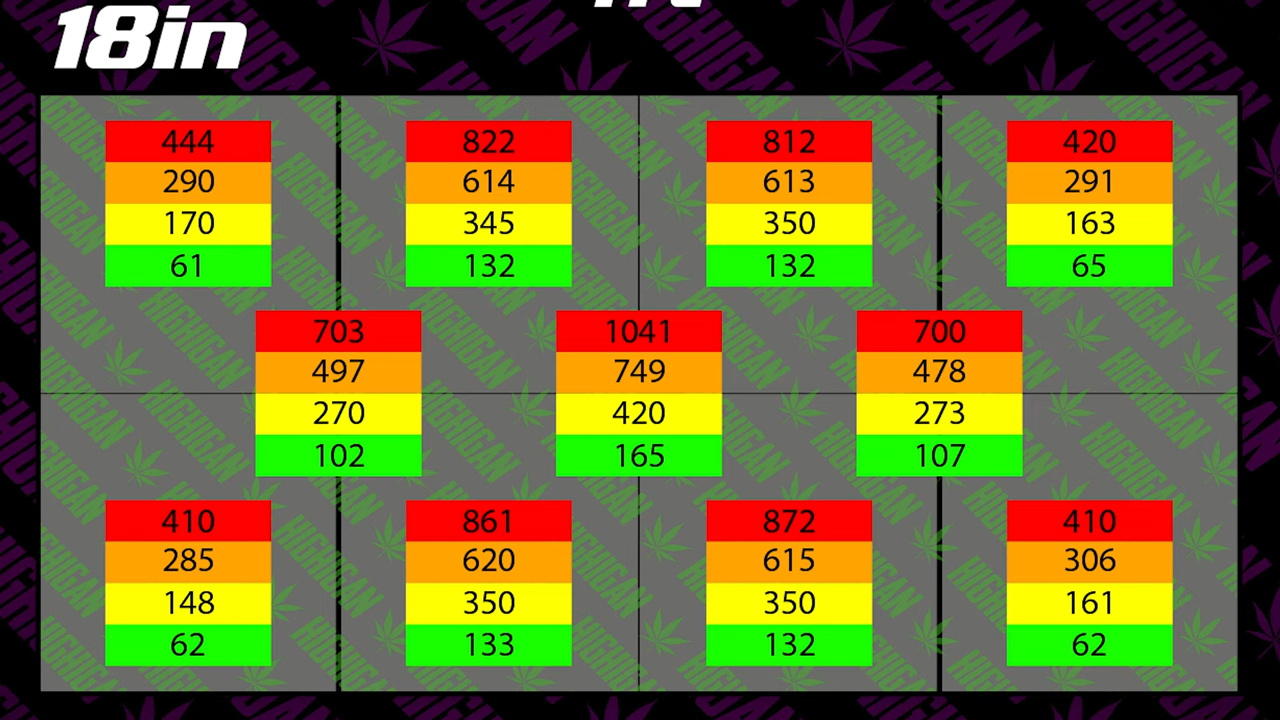 18in
444 822 812 420
290 614 613 291
170 345 350 163
61 132 132 65
703 1041 700
497 749 478
270 420 273
102 165 107
410 861 872 410
285 620 615 306
148 350 350 161
62 133 132 62
HIGHIGAN